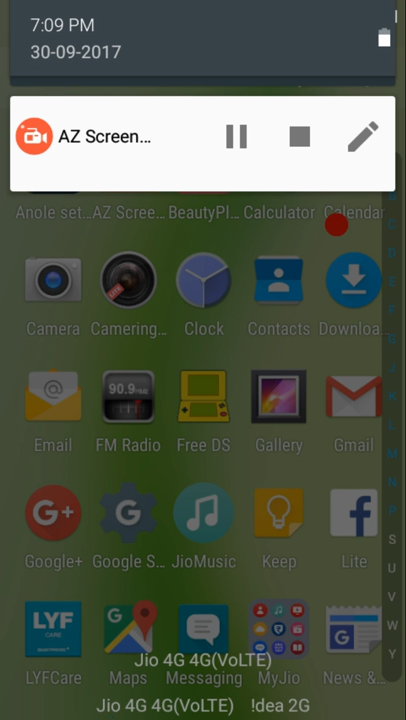 7:09 PM
30-09-2017
AZ Screen...
Anole set... AZ Scree... BeautyPl... Calculator Calendar
Camera Camering... Clock Contacts Downloa...
90.9
Email FM Radio Free DS Gallery Gmail
Google+ Google S... JioMusic Keep Lite
LYF
CARE
LYFCare Maps Messaging MyJio News &...
Jio 4G 4G(VoLTE)
Jio 4G 4G(VoLTE) !dea 2G
D
E
F
G
J
K
L
M
N
P
S
U
V
W
Y